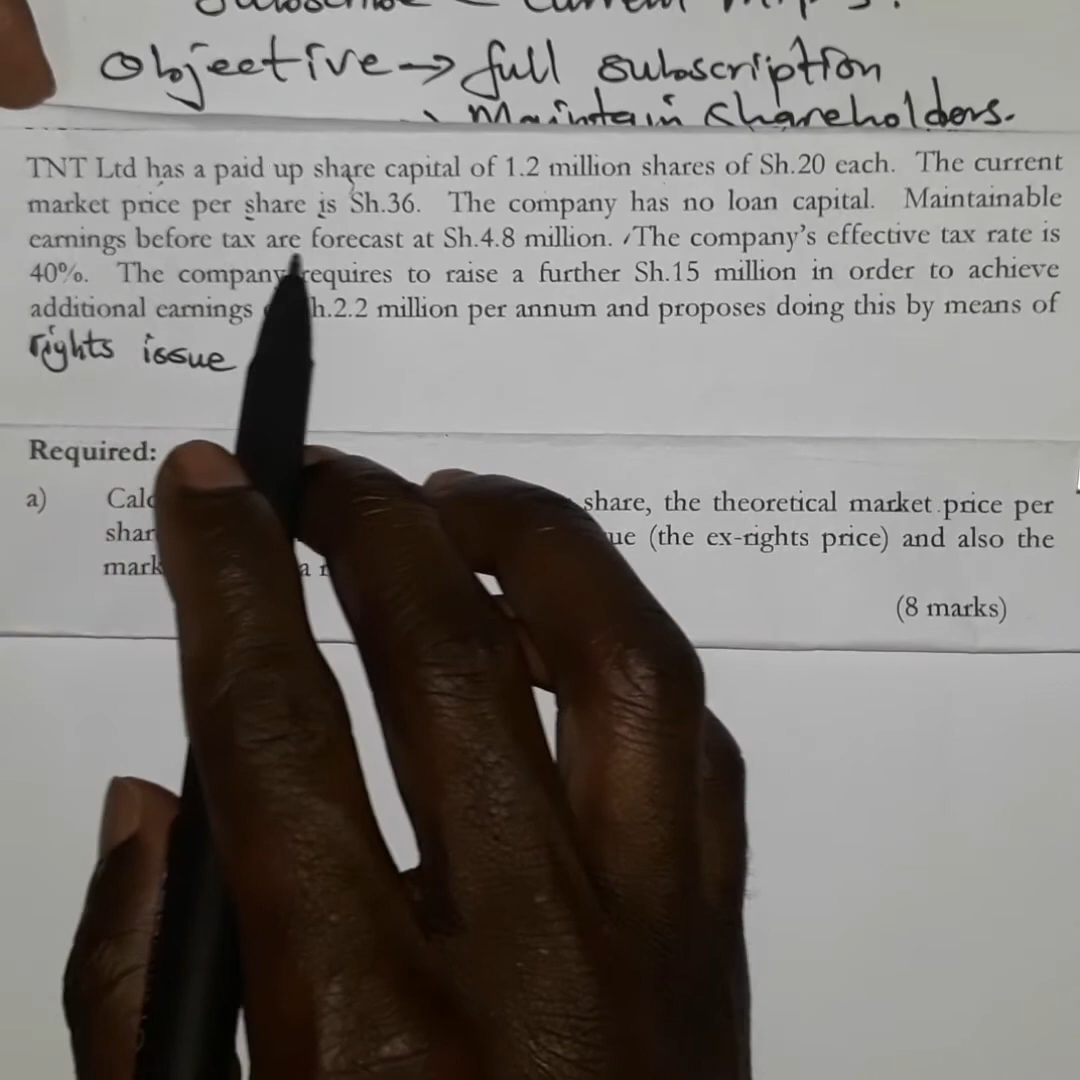 Objective → full subscription
Maintain shareholders.
TNT Ltd has a paid up share capital of 1.2 million shares of Sh.20 each. The current
market price per share is Sh.36. The company has no loan capital. Maintainable
earnings before tax are forecast at Sh.4.8 million. The company's effective tax rate is
40%. The company requires to raise a further Sh.15 million in order to achieve
additional earnings h.2.2 million per annum and proposes doing this by means of
rights issue
Required:
a) share, the theoretical market price per
(the ex-rights price) and also the
a
(8 marks)